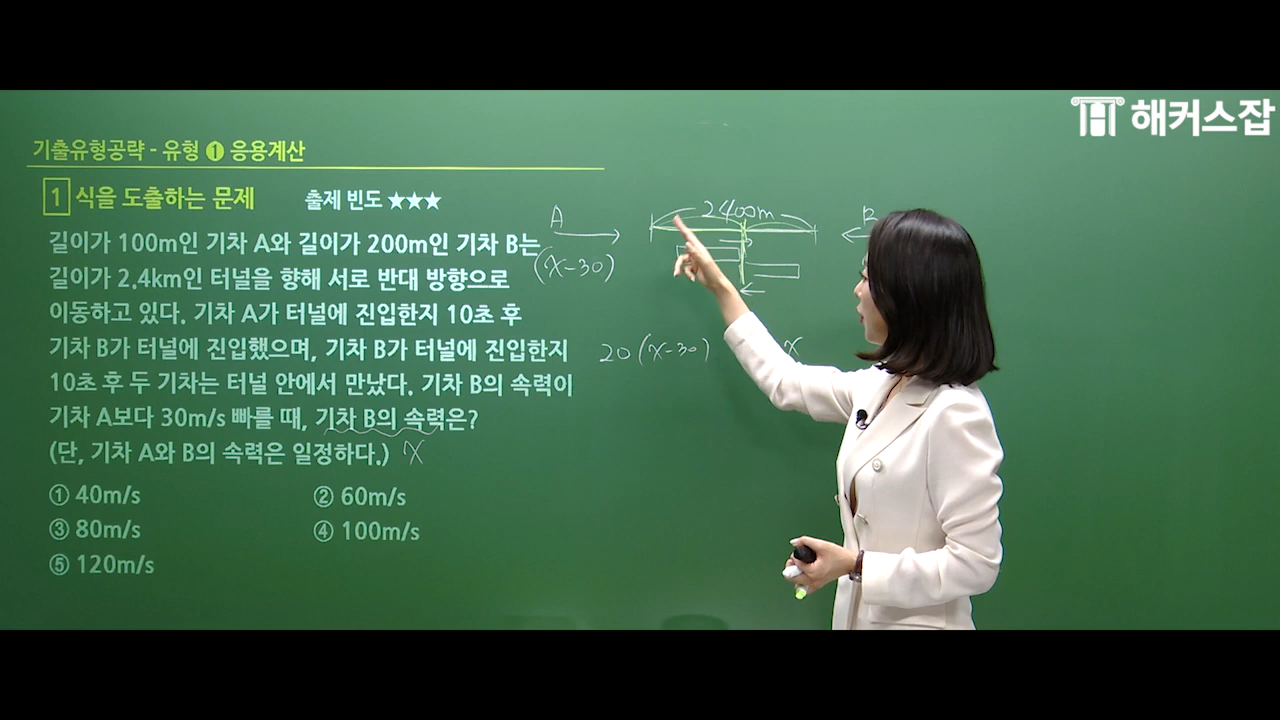 해커스잡
기출유형공략 - 유형 ❶ 응용계산
1 식을 도출하는 문제 출제 빈도 ★★★
길이가 100m인 기차 A와 길이가 200m인 기차 B는
길이가 2.4km인 터널을 향해 서로 반대 방향으로
이동하고 있다. 기차 A가 터널에 진입한지 10초 후
기차 B가 터널에 진입했으며, 기차 B가 터널에 진입한지
10초 후 두 기차는 터널 안에서 만났다. 기차 B의 속력이
기차 A보다 30m/s 빠를 때, 기차 B의 속력은?
(단, 기차 A와 B의 속력은 일정하다.) x
① 40m/s ② 60m/s
③ 80m/s ④ 100m/s
⑤ 120m/s
A 2400m B
(x-30)
20(x-30) x